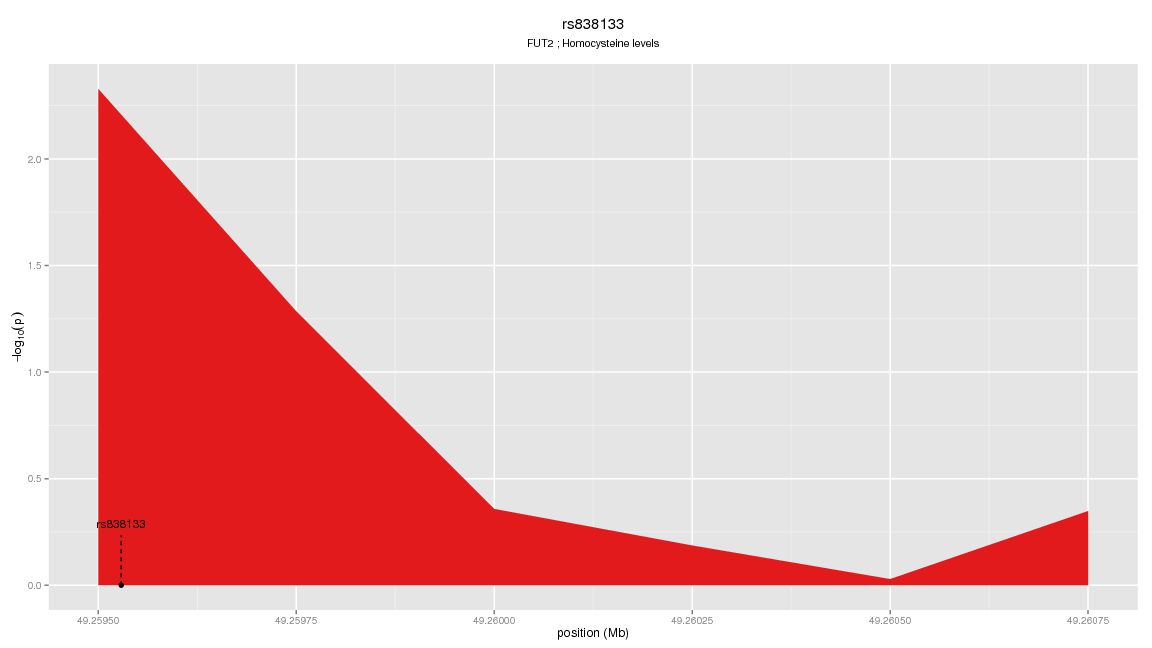 rs838133
FUT2 ; Homocysteine levels
−log10(p)
2.0
1.5
1.0
0.5
0.0
rs838133
49.25950 49.25975 49.26000 49.26025 49.26050 49.26075
position (Mb)